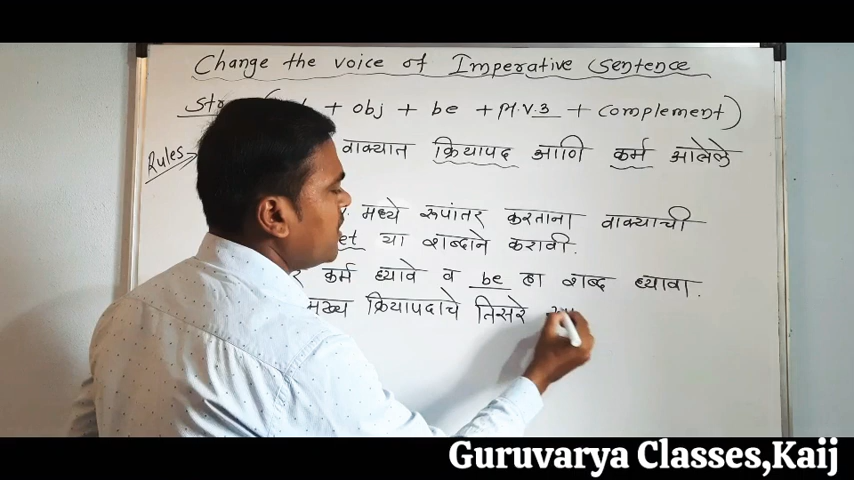 Change the voice of Imperative Sentence
+ obj + be + M.V.3 + Complement)
Rules
वाक्यात क्रियापद आणि कर्म आलेले
मध्ये रूपांतर करताना वाक्याची
या शब्दाने करावी.
कर्म घ्यावे व be हा शब्द घ्यावा.
मुख्य क्रियापदाचे तिसरे
Guruvarya Classes,Kaij